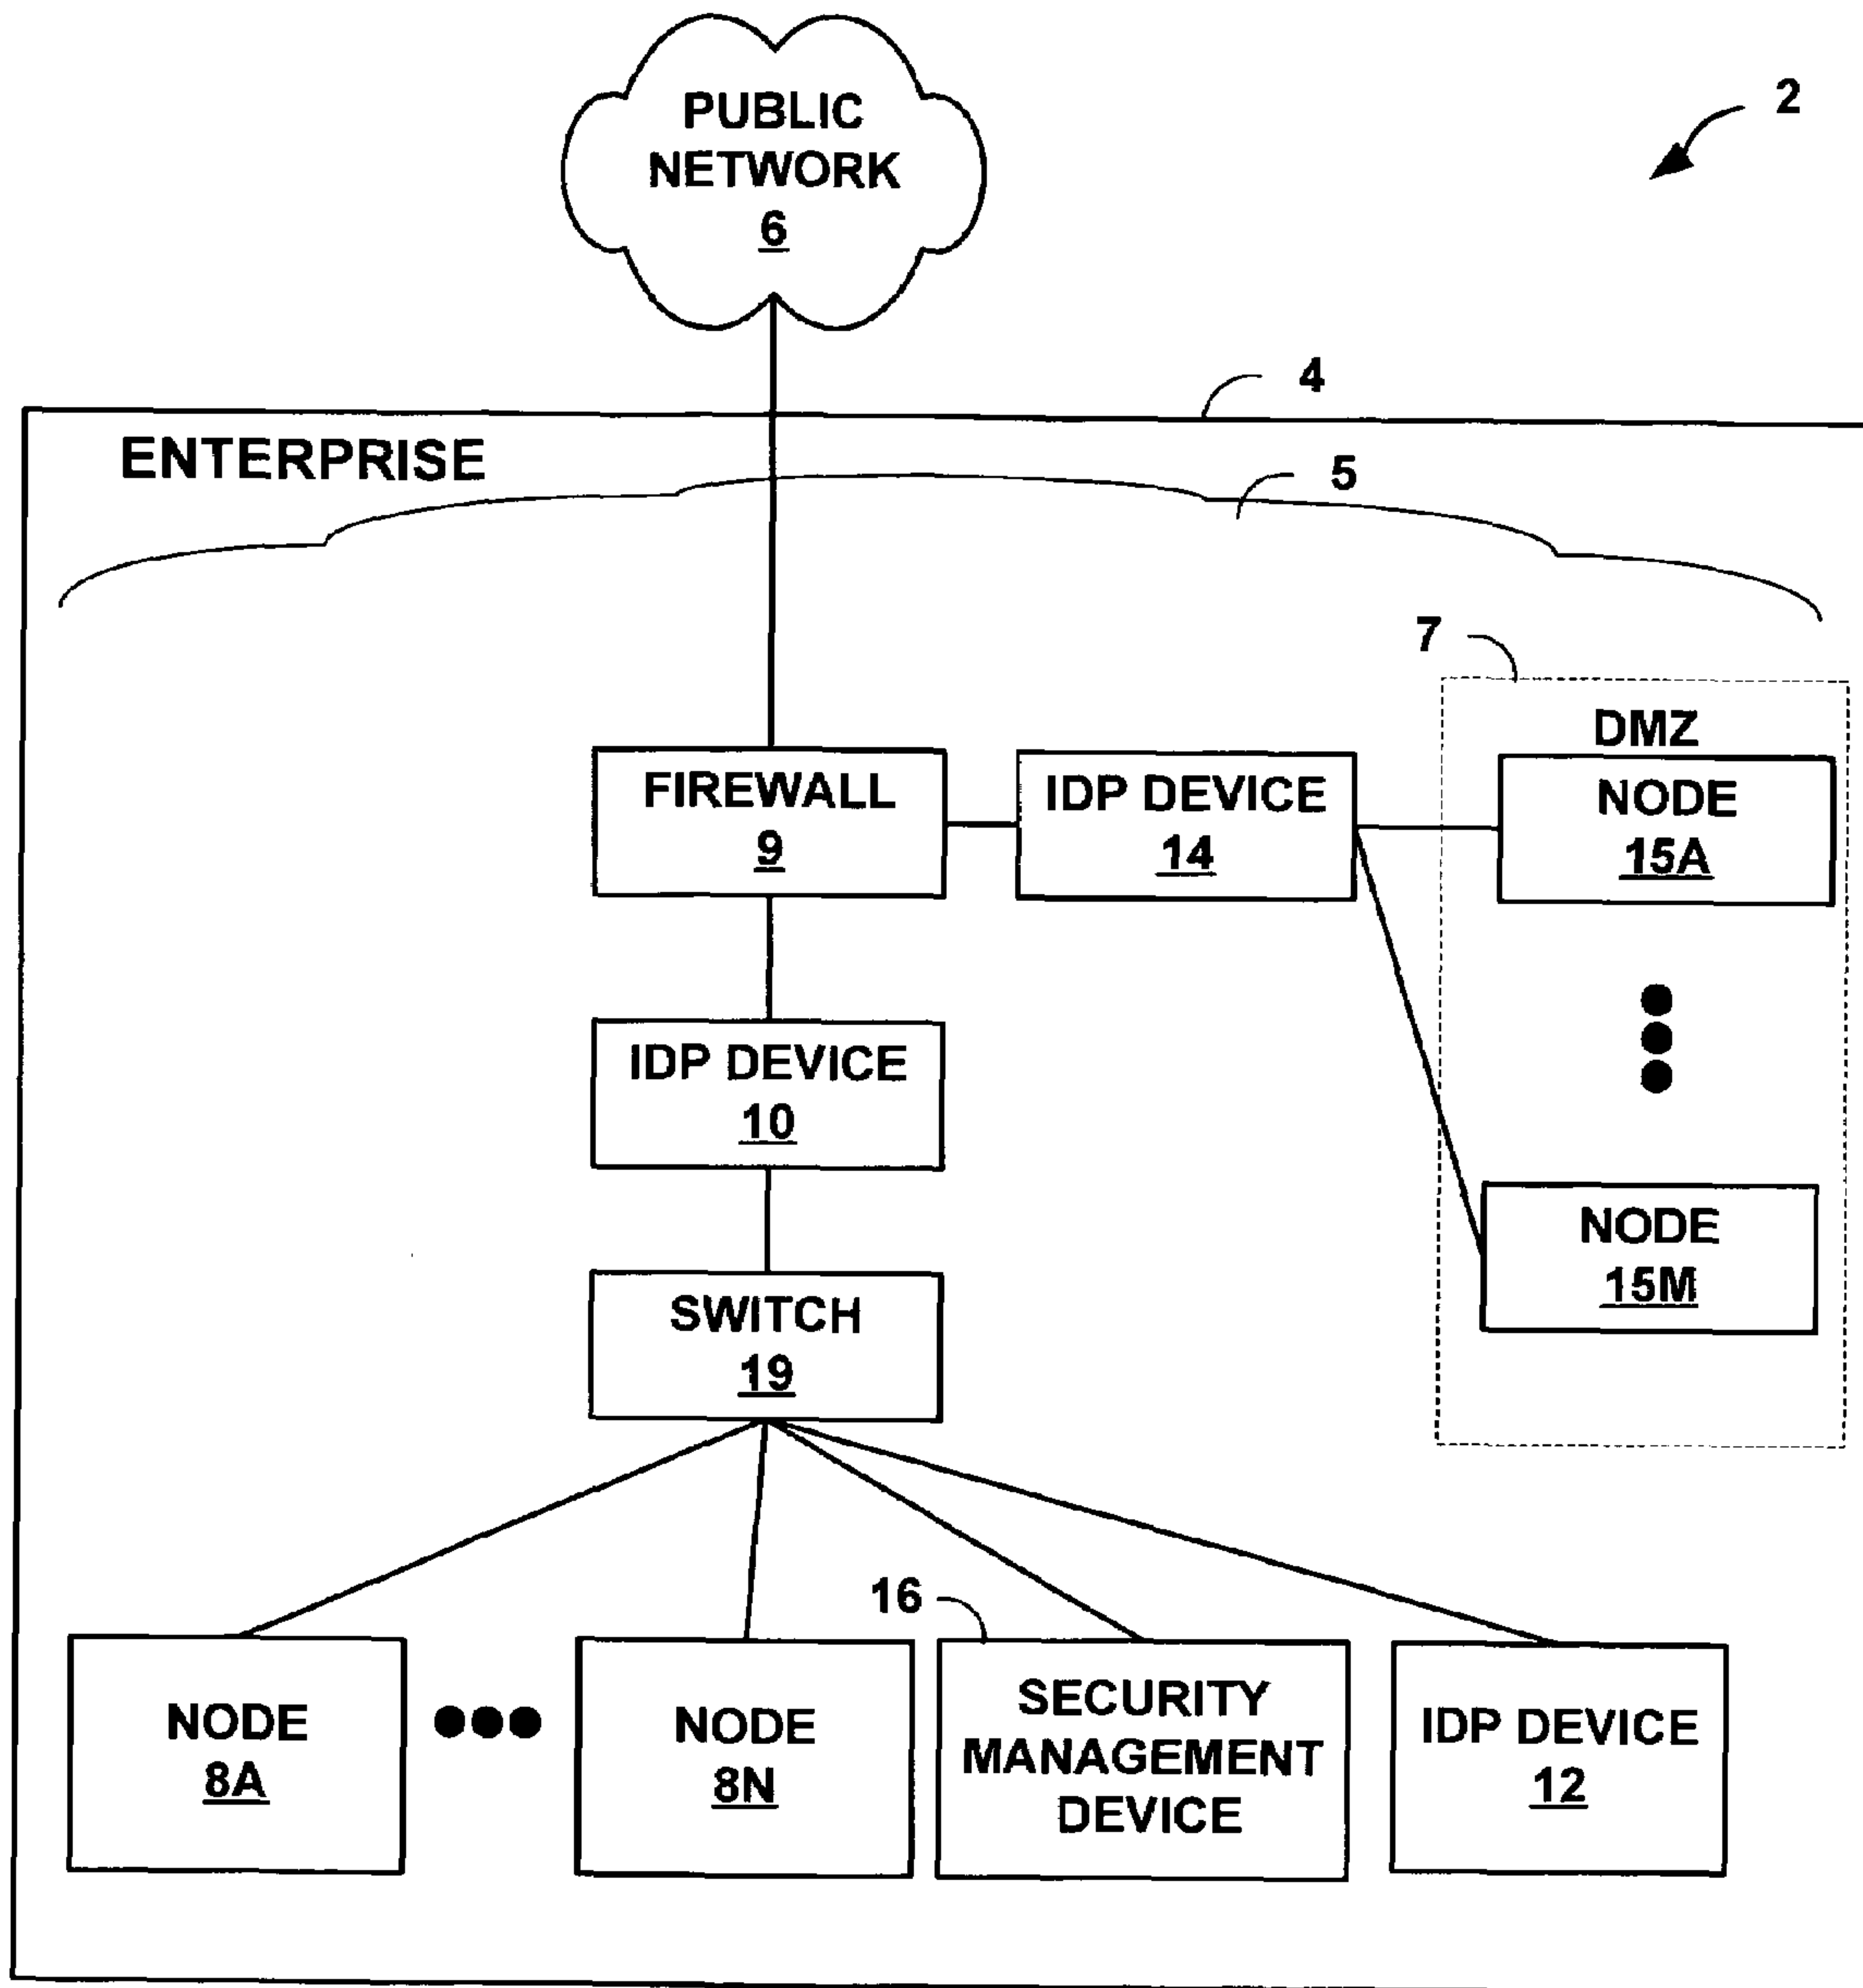 PUBLIC
NETWORK
6
2
4
ENTERPRISE
5
7
DMZ
FIREWALL
9
IDP DEVICE
14
NODE
15A
IDP DEVICE
10
NODE
15M
SWITCH
19
16
NODE
8A
NODE
8N
SECURITY
MANAGEMENT
DEVICE
IDP DEVICE
12